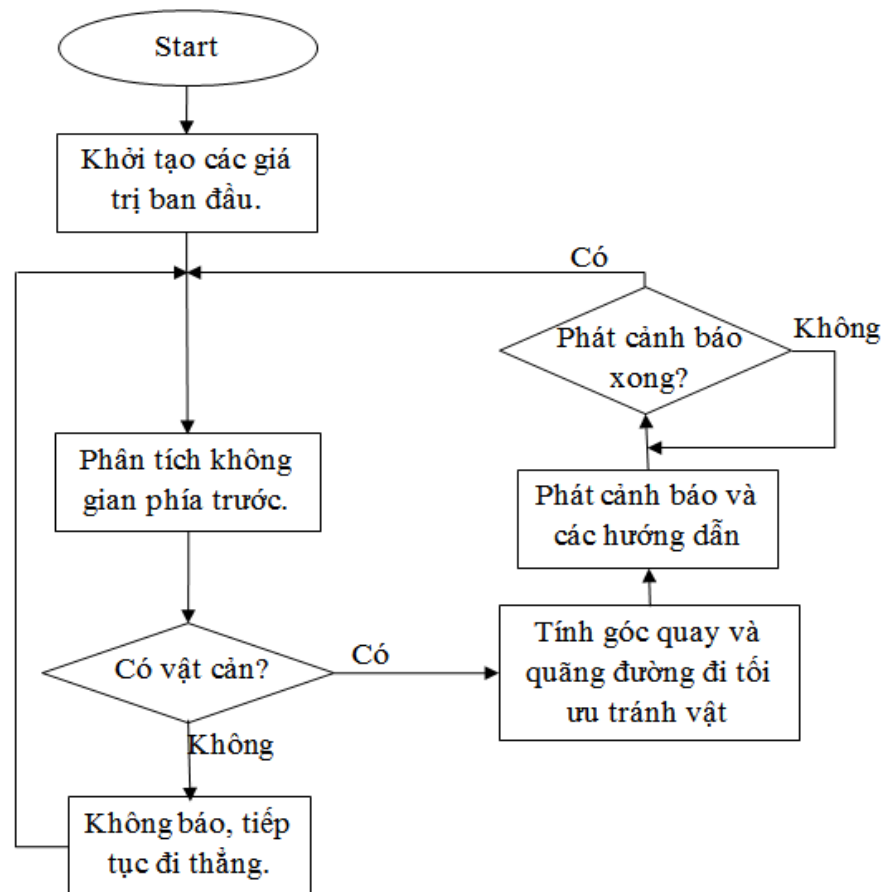 Start
Khởi tạo các giá
trị ban đầu.
Có
Phát cảnh báo
xong?
Không
Phân tích không
gian phía trước.
Phát cảnh báo và
các hướng dẫn
Có vật cản?
Có
Tính góc quay và
quãng đường đi tối
ưu tránh vật
Không
Không báo, tiếp
tục đi thẳng.